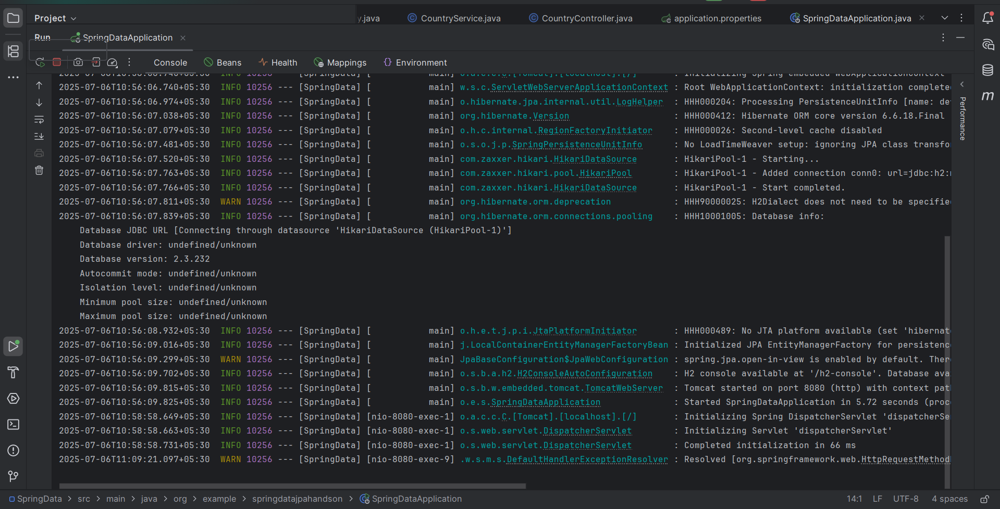 Project
y.java
CountryService.java
CountryController.java
application.properties
SpringDataApplication.java
Run
SpringDataApplication
Console
Beans
Health
Mappings
Environment
2025-07-06T10:56:06.740+05:30  INFO 10256 --- [SpringData] [           main] o.a.c.c.C.[Tomcat].[localhost].[/]       : Initializing Spring embedded WebApplicationContext
2025-07-06T10:56:06.740+05:30  INFO 10256 --- [SpringData] [           main] w.s.c.ServletWebServerApplicationContext : Root WebApplicationContext: initialization completed
2025-07-06T10:56:06.974+05:30  INFO 10256 --- [SpringData] [           main] o.hibernate.jpa.internal.util.LogHelper  : HHH000204: Processing PersistenceUnitInfo [name: def
2025-07-06T10:56:07.038+05:30  INFO 10256 --- [SpringData] [           main] org.hibernate.Version                    : HHH000412: Hibernate ORM core version 6.6.18.Final
2025-07-06T10:56:07.079+05:30  INFO 10256 --- [SpringData] [           main] o.h.c.internal.RegionFactoryInitiator    : HHH000026: Second-level cache disabled
2025-07-06T10:56:07.481+05:30  INFO 10256 --- [SpringData] [           main] o.s.o.j.p.SpringPersistenceUnitInfo      : No LoadTimeWeaver setup: ignoring JPA class transfo
2025-07-06T10:56:07.520+05:30  INFO 10256 --- [SpringData] [           main] com.zaxxer.hikari.HikariDataSource       : HikariPool-1 - Starting...
2025-07-06T10:56:07.763+05:30  INFO 10256 --- [SpringData] [           main] com.zaxxer.hikari.pool.HikariPool        : HikariPool-1 - Added connection conn0: url=jdbc:h2:m
2025-07-06T10:56:07.766+05:30  INFO 10256 --- [SpringData] [           main] com.zaxxer.hikari.HikariDataSource       : HikariPool-1 - Start completed.
2025-07-06T10:56:07.811+05:30  WARN 10256 --- [SpringData] [           main] org.hibernate.orm.deprecation            : HHH90000025: H2Dialect does not need to be specified
2025-07-06T10:56:07.839+05:30  INFO 10256 --- [SpringData] [           main] org.hibernate.orm.connections.pooling    : HHH10001005: Database info:
Database JDBC URL [Connecting through datasource 'HikariDataSource (HikariPool-1)']
Database driver: undefined/unknown
Database version: 2.3.232
Autocommit mode: undefined/unknown
Isolation level: undefined/unknown
Minimum pool size: undefined/unknown
Maximum pool size: undefined/unknown
2025-07-06T10:56:08.932+05:30  INFO 10256 --- [SpringData] [           main] o.h.e.t.j.p.i.JtaPlatformInitiator       : HHH000489: No JTA platform available (set 'hibernat
2025-07-06T10:56:09.016+05:30  INFO 10256 --- [SpringData] [           main] j.LocalContainerEntityManagerFactoryBean : Initialized JPA EntityManagerFactory for persistenc
2025-07-06T10:56:09.299+05:30  WARN 10256 --- [SpringData] [           main] JpaBaseConfiguration$JpaWebConfiguration : spring.jpa.open-in-view is enabled by default. Ther
2025-07-06T10:56:09.702+05:30  INFO 10256 --- [SpringData] [           main] o.s.b.a.h2.H2ConsoleAutoConfiguration    : H2 console available at '/h2-console'. Database ava
2025-07-06T10:56:09.815+05:30  INFO 10256 --- [SpringData] [           main] o.s.b.w.embedded.tomcat.TomcatWebServer  : Tomcat started on port 8080 (http) with context pat
2025-07-06T10:56:09.825+05:30  INFO 10256 --- [SpringData] [           main] o.e.s.SpringDataApplication              : Started SpringDataApplication in 5.72 seconds (proc
2025-07-06T10:58:58.649+05:30  INFO 10256 --- [SpringData] [nio-8080-exec-1] o.a.c.c.C.[Tomcat].[localhost].[/]       : Initializing Spring DispatcherServlet 'dispatcherSe
2025-07-06T10:58:58.663+05:30  INFO 10256 --- [SpringData] [nio-8080-exec-1] o.s.web.servlet.DispatcherServlet        : Initializing Servlet 'dispatcherServlet'
2025-07-06T10:58:58.731+05:30  INFO 10256 --- [SpringData] [nio-8080-exec-1] o.s.web.servlet.DispatcherServlet        : Completed initialization in 66 ms
2025-07-06T11:09:21.097+05:30  WARN 10256 --- [SpringData] [nio-8080-exec-9] .w.s.m.s.DefaultHandlerExceptionResolver : Resolved [org.springframework.web.HttpRequestMethod
Performance
SpringData > src > main > java > org > example > springdatajpahandson > SpringDataApplication
14:1
LF
UTF-8
4 spaces